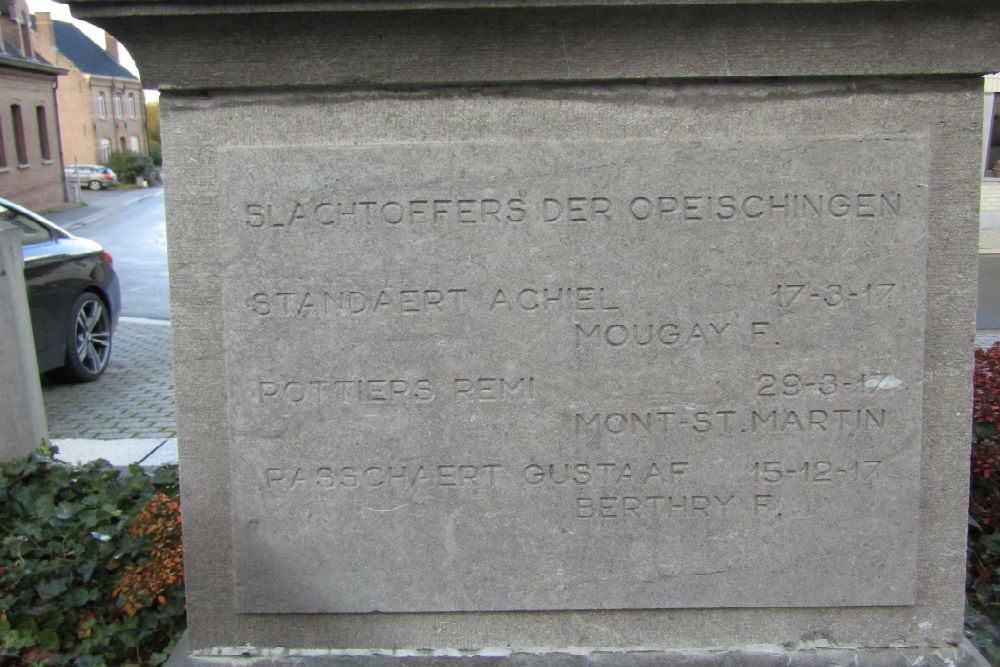 SLACHTOFFERS DER OPEISCHINGEN
STANDAERT ACHIEL 17-3-17
MOUGAY F.
POTTIERS REMI 29-3-17
MONT-ST.MARTIN
RASSCHAERT GUSTAAF 15-12-17
BERTHRY F.